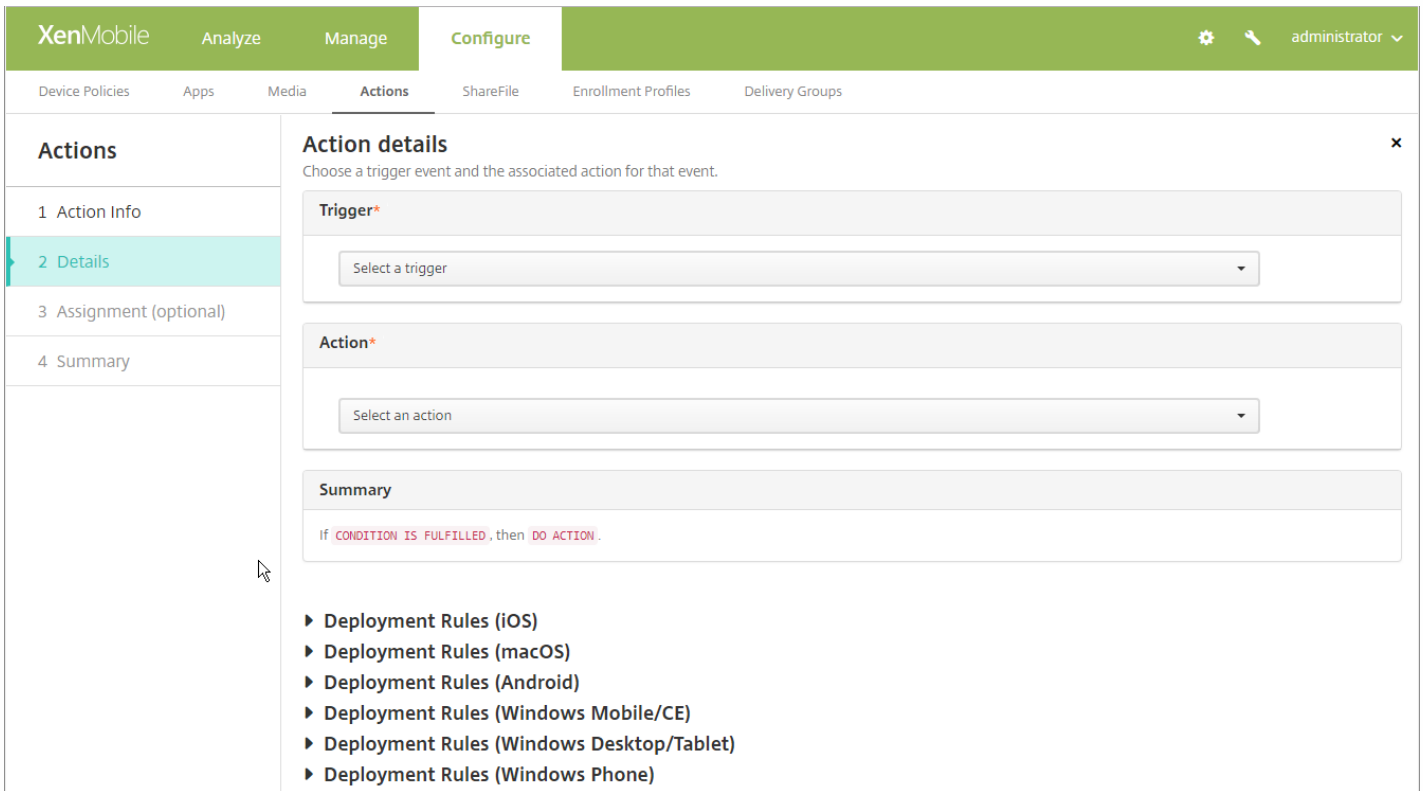 XenMobile Analyze Manage Configure administrator
Device Policies Apps Media Actions ShareFile Enrollment Profiles Delivery Groups
Actions
1 Action Info
2 Details
3 Assignment (optional)
4 Summary
Action details
Choose a trigger event and the associated action for that event.
Trigger*
Select a trigger
Action*
Select an action
Summary
If CONDITION IS FULFILLED, then DO ACTION.
Deployment Rules (iOS)
Deployment Rules (macOS)
Deployment Rules (Android)
Deployment Rules (Windows Mobile/CE)
Deployment Rules (Windows Desktop/Tablet)
Deployment Rules (Windows Phone)